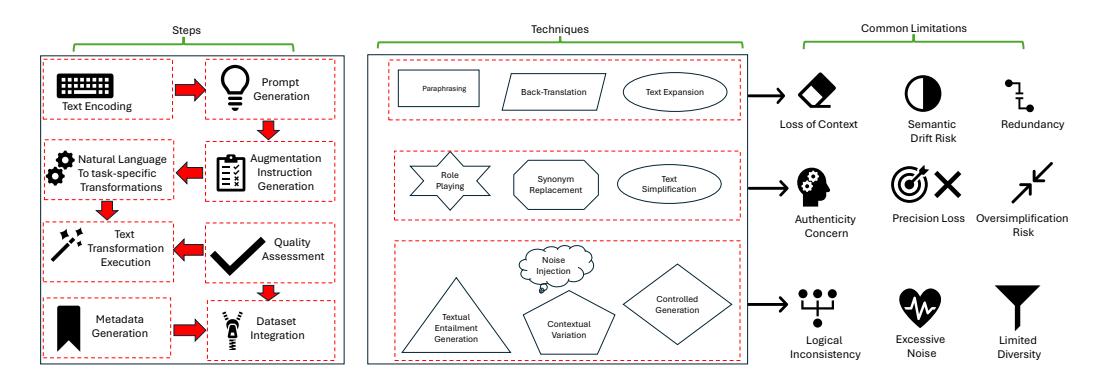 Steps
Techniques
Common Limitations
Text Encoding
Prompt
Generation
Natural Language
To task-specific
Transformations
Augmentation
Instruction
Generation
Text
Transformation
Execution
Quality
Assessment
Metadata
Generation
Dataset
Integration
Paraphrasing
Back-Translation
Text Expansion
Role
Playing
Synonym
Replacement
Text
Simplification
Noise
Injection
Textual
Entailment
Generation
Contextual
Variation
Controlled
Generation
Loss of Context
Semantic
Drift Risk
Redundancy
Authenticity
Concern
Precision Loss
Oversimplification
Risk
Logical
Inconsistency
Excessive
Noise
Limited
Diversity